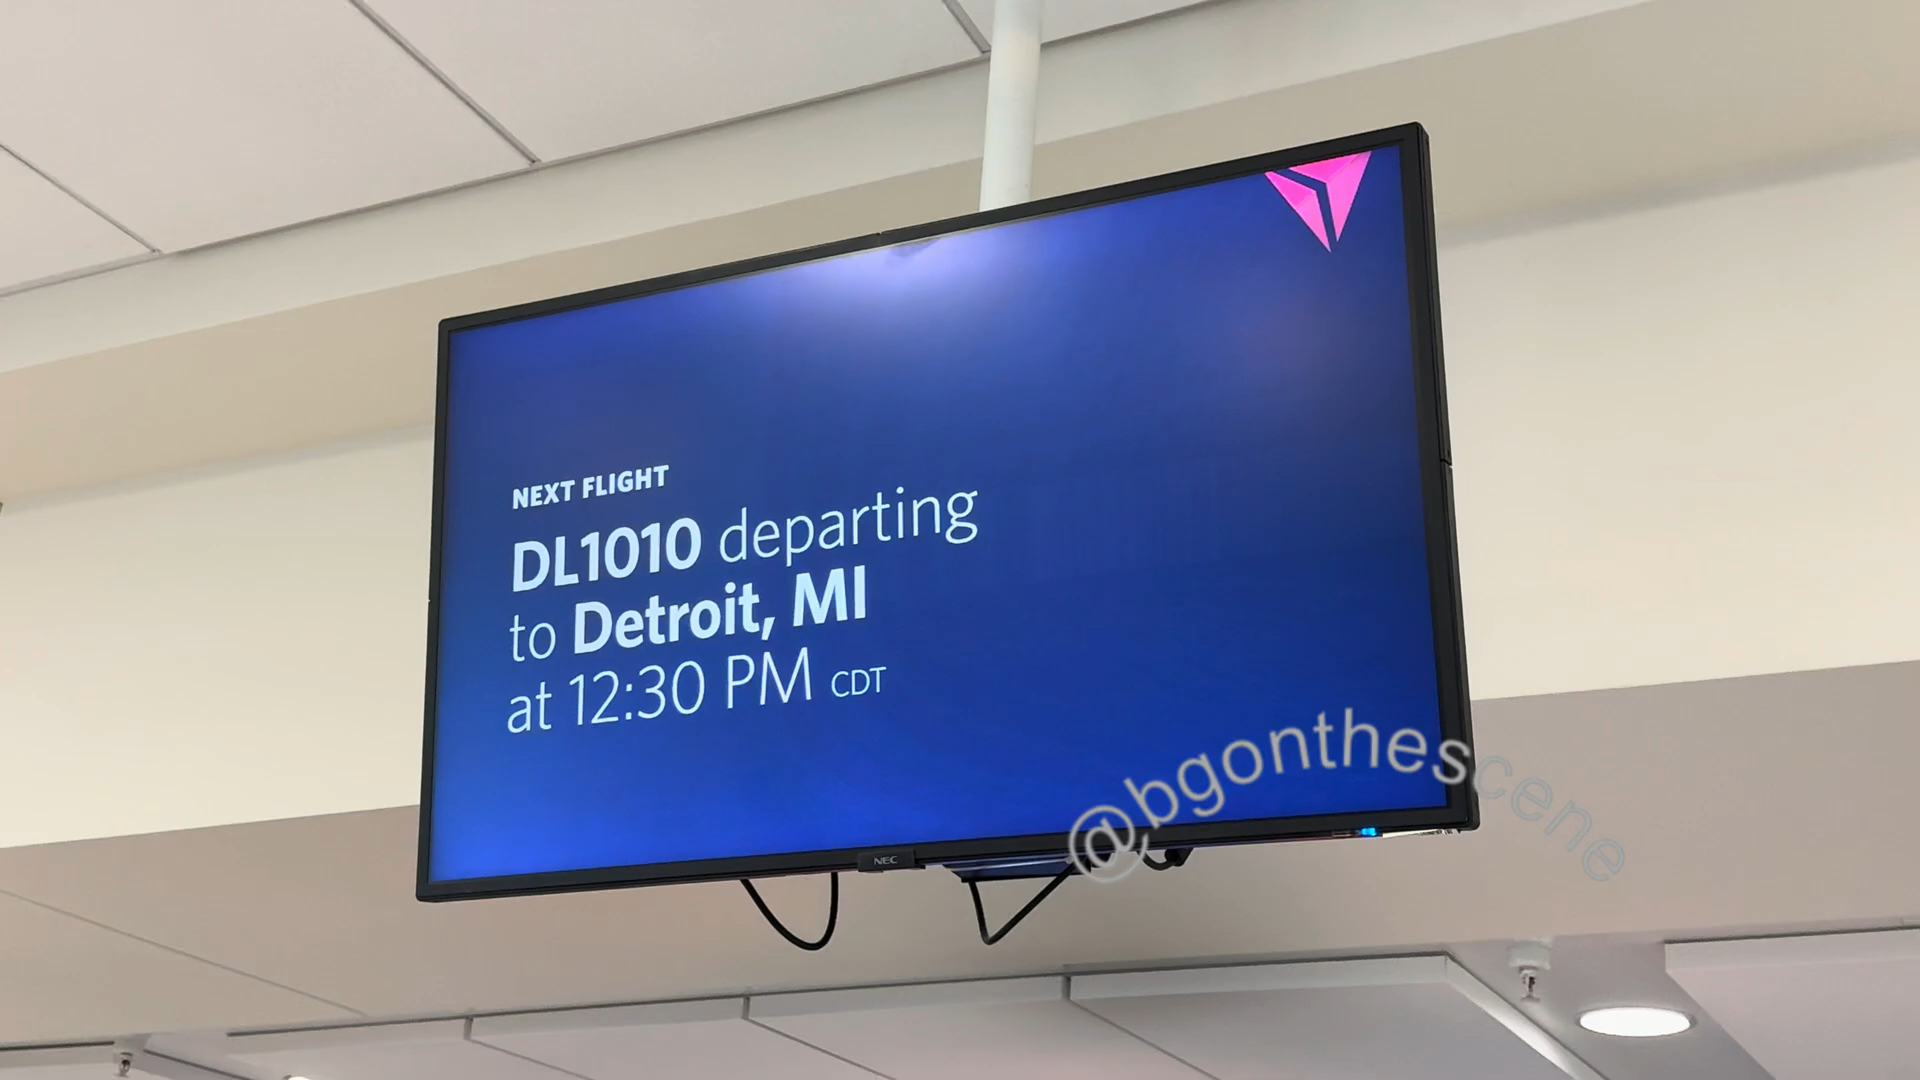 NEXT FLIGHT
DL1010 departing
to Detroit, MI
at 12:30 PM CDT
@bgonthescene
NEC